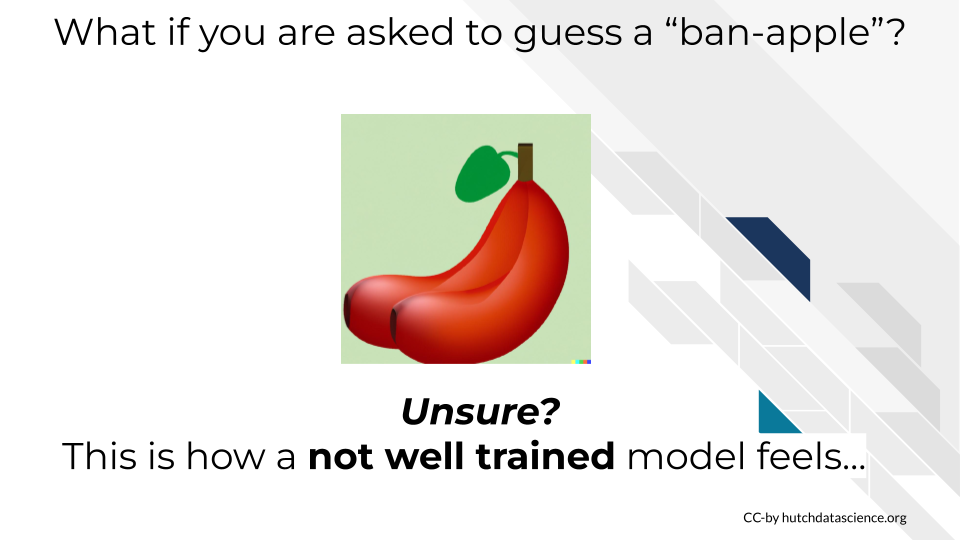 What if you are asked to guess a “ban-apple”?
Unsure?
This is how a not well trained model feels...
CC-by hutchdatascience.org